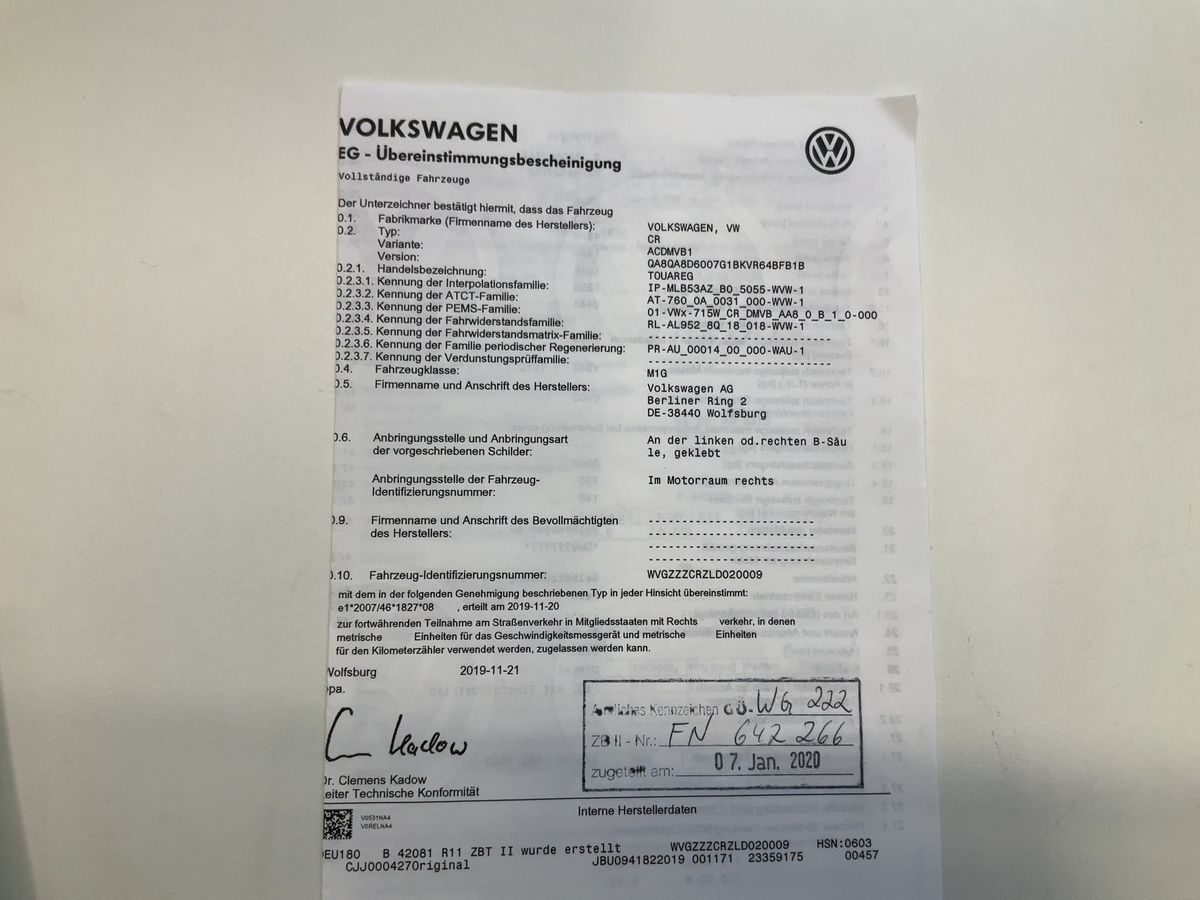 VOLKSWAGEN
EG - Übereinstimmungsbescheinigung
Vollständige Fahrzeuge
Der Unterzeichner bestätigt hiermit, dass das Fahrzeug
0.1. Fabrikmarke (Firmenname des Herstellers): VOLKSWAGEN, VW
0.2. Typ: CR
Variante: ACDMVB1
Version: QA8QA8D6007G1BKVR64BFB1B
0.2.1. Handelsbezeichnung: TOUAREG
0.2.3.1. Kennung der Interpolationsfamilie: IP-MLB53AZ_B0_5055-WVW-1
0.2.3.2. Kennung der ATCT-Familie: AT-760_0A_0031_000-WVW-1
0.2.3.3. Kennung der PEMS-Familie: 01-VWx-715W_CR_DMVB_AA8_0_B_1_0-000
0.2.3.4. Kennung der Fahrwiderstandsfamilie: RL-AL952_8Q_18_018-WVW-1
0.2.3.5. Kennung der Fahrwiderstandsmatrix-Familie: - - - - - - - - - - - - - - - - - - - - - - - -
0.2.3.6. Kennung der Familie periodischer Regenerierung: PR-AU_00014_00_000-WAU-1
0.2.3.7. Kennung der Verdunstungsprüffamilie: - - - - - - - - - - - - - - - - - - - - - - - -
0.4. Fahrzeugklasse: M1G
0.5. Firmenname und Anschrift des Herstellers: Volkswagen AG
Berliner Ring 2
DE-38440 Wolfsburg
0.6. Anbringungsstelle und Anbringungsart An der linken od.rechten B-Säu
der vorgeschriebenen Schilder: le, geklebt
Anbringungsstelle der Fahrzeug- Im Motorraum rechts
Identifizierungsnummer:
0.9. Firmenname und Anschrift des Bevollmächtigten - - - - - - - - - - - - - - - - - - - - - -
des Herstellers: - - - - - - - - - - - - - - - - - - - - - -
- - - - - - - - - - - - - - - - - - - - - -
- - - - - - - - - - - - - - - - - - - - - -
0.10. Fahrzeug-Identifizierungsnummer: WVGZZZCRZLD020009
mit dem in der folgenden Genehmigung beschriebenen Typ in jeder Hinsicht übereinstimmt:
e1*2007/46*1827*08 , erteilt am 2019-11-20
zur fortwährenden Teilnahme am Straßenverkehr in Mitgliedsstaaten mit Rechts verkehr, in denen
metrische Einheiten für das Geschwindigkeitsmessgerät und metrische Einheiten
für den Kilometerzähler verwendet werden, zugelassen werden kann.
Wolfsburg 2019-11-21
ppa.
C Kadow
Dr. Clemens Kadow
Leiter Technische Konformität
Amtliches Kennzeichen GÜ-WG 222
ZB II - Nr.: FN 642 266
zugeteilt am: 07. Jan. 2020
Interne Herstellerdaten
V0531NA4
V0RELNA4
EU180 B 42081 R11 ZBT II wurde erstellt WVGZZZCRZLD020009 HSN:0603
CJJ0004270riginal JBU0941822019 001171 23359175 00457